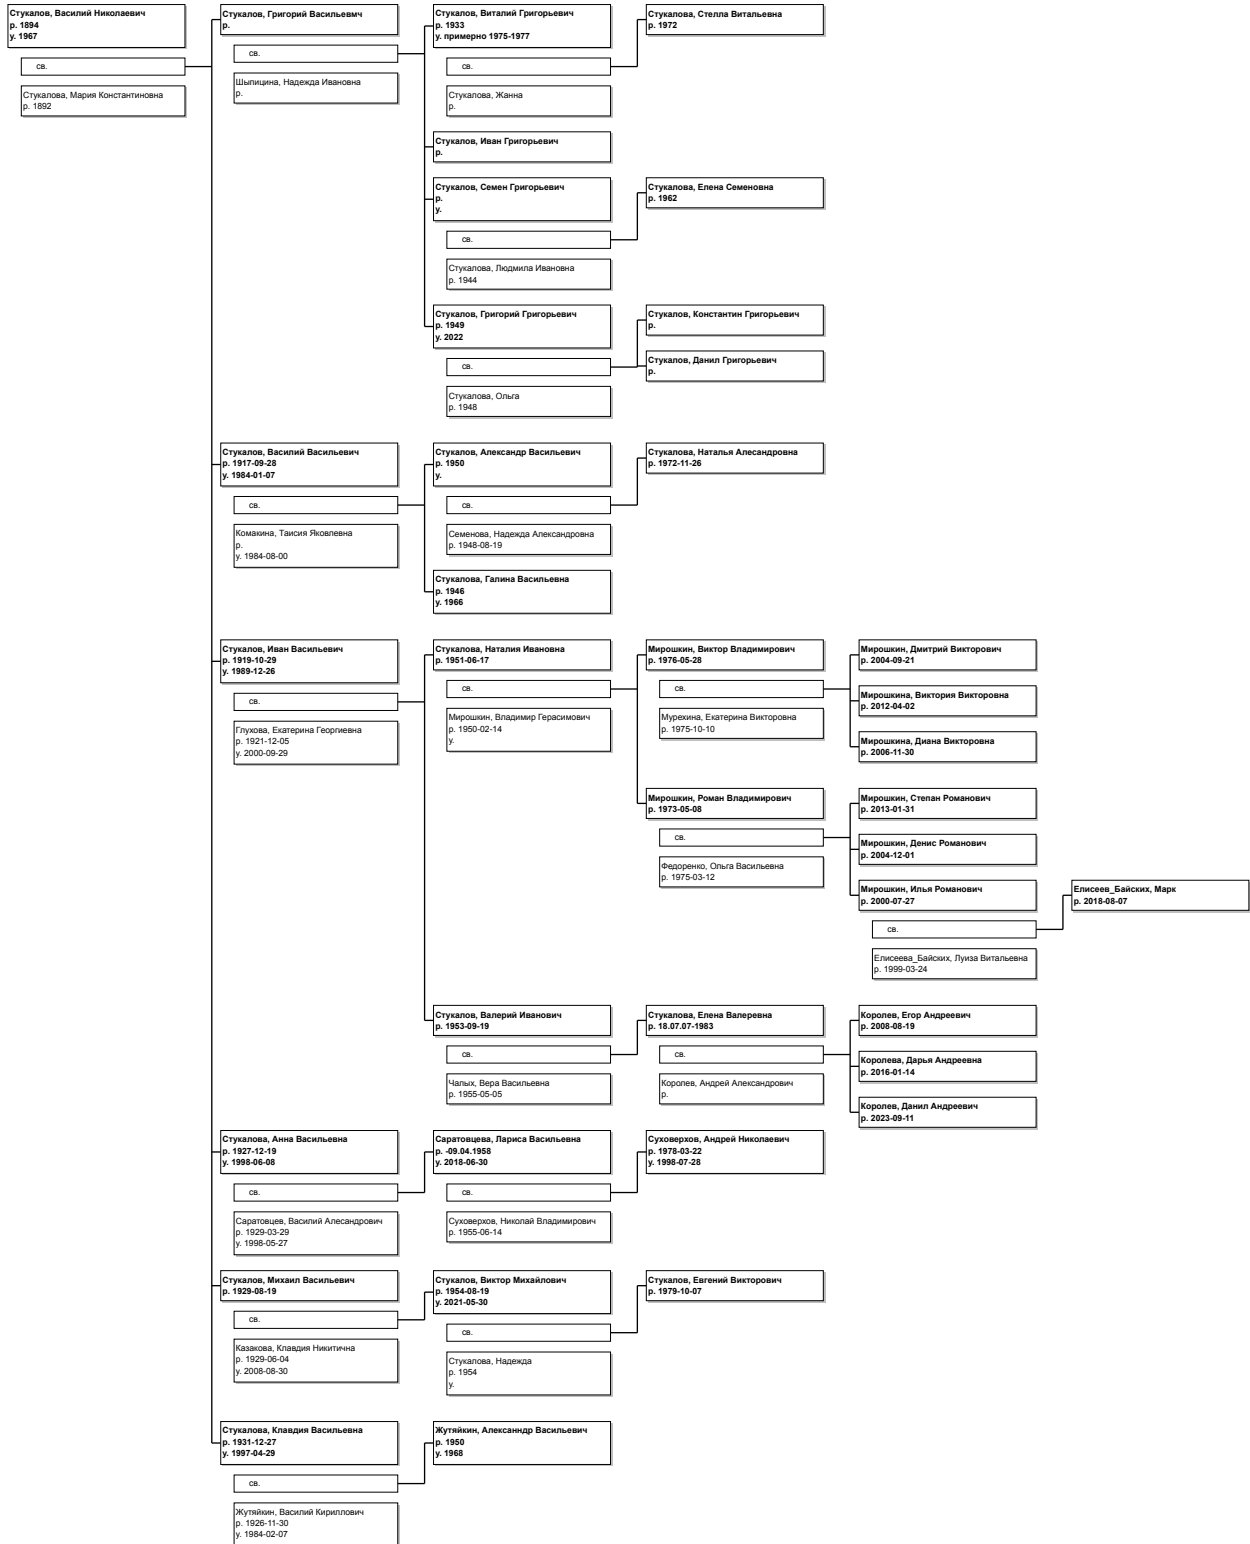 Стукалов, Василий Николаевич
р. 1894
у. 1967
св.
Стукалова, Мария Константиновна
р. 1892
Стукалов, Григорий Васильевмч
р.
св.
Шыпицина, Надежда Ивановна
р.
Стукалов, Виталий Григорьевич
р. 1933
у. примерно 1975-1977
св.
Стукалова, Жанна
р.
Стукалова, Стелла Витальевна
р. 1972
Стукалов, Иван Григорьевич
р.
Стукалов, Семен Григорьевич
р.
у.
св.
Стукалова, Людмила Ивановна
р. 1944
Стукалова, Елена Семеновна
р. 1962
Стукалов, Григорий Григорьевич
р. 1949
у. 2022
св.
Стукалова, Ольга
р. 1948
Стукалов, Константин Григорьевич
р.
Стукалов, Данил Григорьевич
р.
Стукалов, Василий Васильевич
р. 1917-09-28
у. 1984-01-07
св.
Комакина, Таисия Яковлевна
р.
у. 1984-08-00
Стукалов, Александр Васильевич
р. 1950
у.
св.
Семенова, Надежда Александровна
р. 1948-08-19
Стукалова, Наталья Алесандровна
р. 1972-11-26
Стукалова, Галина Васильевна
р. 1946
у. 1966
Стукалов, Иван Васильевич
р. 1919-10-29
у. 1989-12-26
св.
Глухова, Екатерина Георгиевна
р. 1921-12-05
у. 2000-09-29
Стукалова, Наталия Ивановна
р. 1951-06-17
св.
Мирошкин, Владимир Герасимович
р. 1950-02-14
у.
Мирошкин, Виктор Владимирович
р. 1976-05-28
св.
Мурехина, Екатерина Викторовна
р. 1975-10-10
Мирошкин, Дмитрий Викторович
р. 2004-09-21
Мирошкина, Виктория Викторовна
р. 2012-04-02
Мирошкина, Диана Викторовна
р. 2006-11-30
Мирошкин, Роман Владимирович
р. 1973-05-08
св.
Федоренко, Ольга Васильевна
р. 1975-03-12
Мирошкин, Степан Романович
р. 2013-01-31
Мирошкин, Денис Романович
р. 2004-12-01
Мирошкин, Илья Романович
р. 2000-07-27
св.
Елисеева_Байских, Луиза Витальевна
р. 1999-03-24
Елисеев_Байских, Марк
р. 2018-08-07
Стукалов, Валерий Иванович
р. 1953-09-19
св.
Чалых, Вера Васильевна
р. 1955-05-05
Стукалова, Елена Валеревна
р. 18.07.07-1983
св.
Королев, Андрей Александрович
р.
Королев, Егор Андреевич
р. 2008-08-19
Королева, Дарья Андреевна
р. 2016-01-14
Королев, Данил Андреевич
р. 2023-09-11
Стукалова, Анна Васильевна
р. 1927-12-19
у. 1998-06-08
св.
Саратовцев, Василий Алесандрович
р. 1929-03-29
у. 1998-05-27
Саратовцева, Лариса Васильевна
р. -09.04.1958
у. 2018-06-30
св.
Суховерхов, Николай Владимирович
р. 1955-06-14
Суховерхов, Андрей Николаевич
р. 1978-03-22
у. 1998-07-28
Стукалов, Михаил Васильевич
р. 1929-08-19
св.
Казакова, Клавдия Никитична
р. 1929-06-04
у. 2008-08-30
Стукалов, Виктор Михайлович
р. 1954-08-19
у. 2021-05-30
св.
Стукалова, Надежда
р. 1954
у.
Стукалов, Евгений Викторович
р. 1979-10-07
Стукалова, Клавдия Васильевна
р. 1931-12-27
у. 1997-04-29
св.
Жутяйкин, Василий Кириллович
р. 1926-11-30
у. 1984-02-07
Жутяйкин, Алексанндр Васильевич
р. 1950
у. 1968